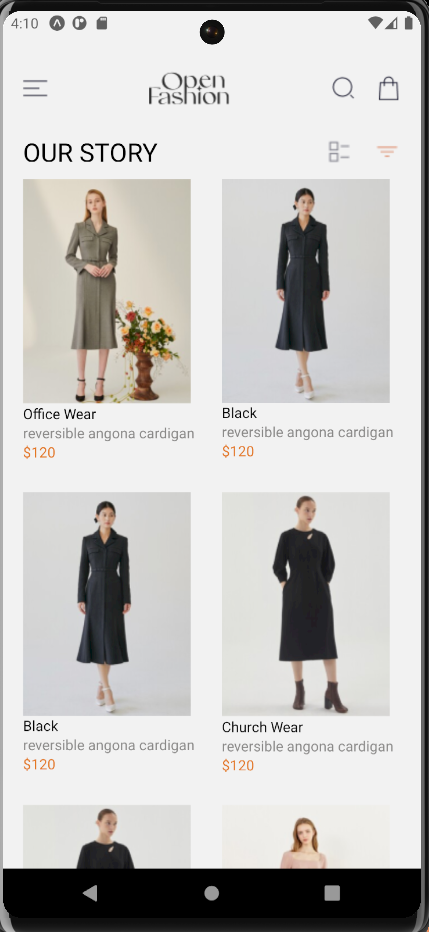 4:10
Open
Fashion
OUR STORY
Office Wear
reversible angona cardigan
$120
Black
reversible angona cardigan
$120
Black
reversible angona cardigan
$120
Church Wear
reversible angona cardigan
$120